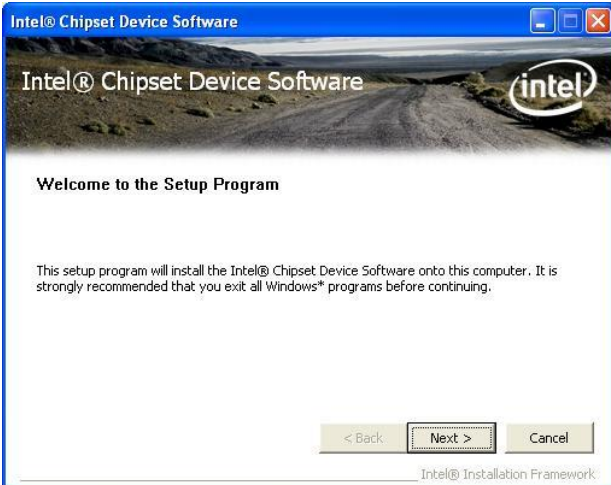 Intel® Chipset Device Software
Intel® Chipset Device Software
intel
Welcome to the Setup Program
This setup program will install the Intel® Chipset Device Software onto this computer. It is
strongly recommended that you exit all Windows* programs before continuing.
< Back Next > Cancel
Intel® Installation Framework